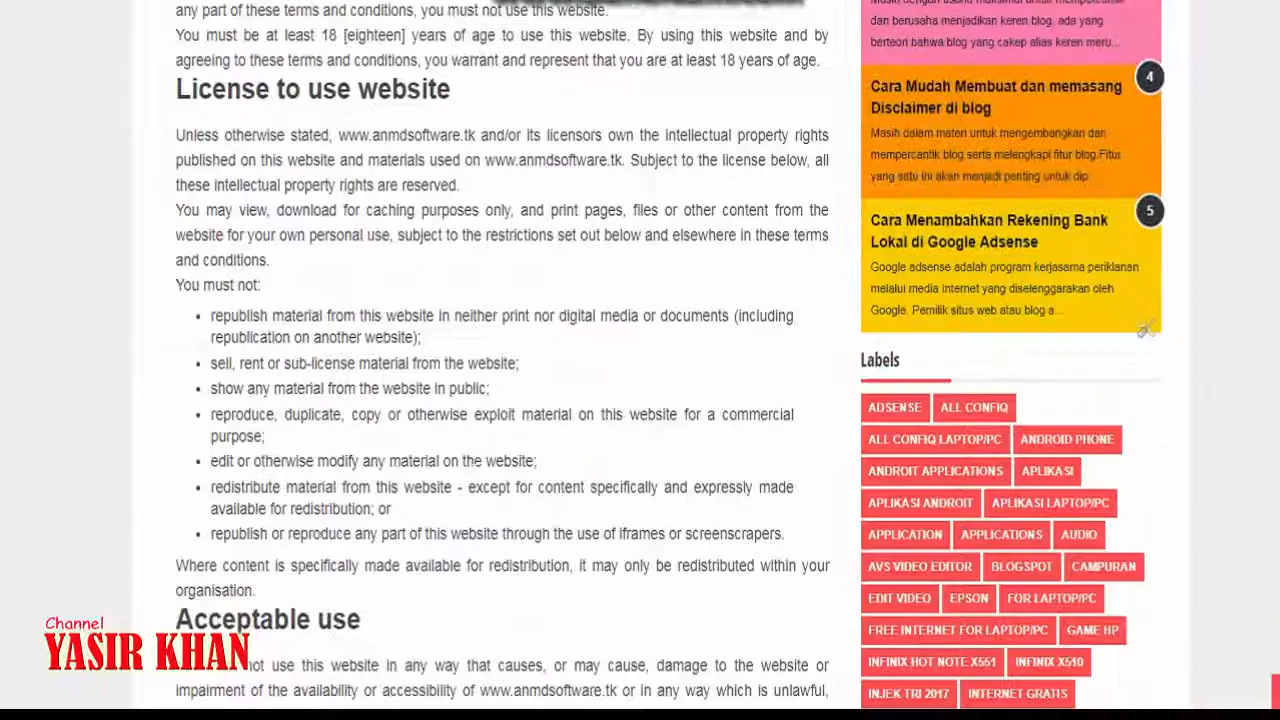 any part of these terms and conditions, you must not use this website.
You must be at least 18 [eighteen] years of age to use this website. By using this website and by
agreeing to these terms and conditions, you warrant and represent that you are at least 18 years of age.
License to use website
Unless otherwise stated, www.anmdsoftware.tk and/or its licensors own the intellectual property rights
published on this website and materials used on www.anmdsoftware.tk. Subject to the license below, all
these intellectual property rights are reserved.
You may view, download for caching purposes only, and print pages, files or other content from the
website for your own personal use, subject to the restrictions set out below and elsewhere in these terms
and conditions.
You must not:
• republish material from this website in neither print nor digital media or documents (including
republication on another website);
• sell, rent or sub-license material from the website;
• show any material from the website in public;
• reproduce, duplicate, copy or otherwise exploit material on this website for a commercial
purpose;
• edit or otherwise modify any material on the website;
• redistribute material from this website - except for content specifically and expressly made
available for redistribution; or
• republish or reproduce any part of this website through the use of iframes or screenscrapers.
Where content is specifically made available for redistribution, it may only be redistributed within your
organisation.
Acceptable use
not use this website in any way that causes, or may cause, damage to the website or
impairment of the availability or accessibility of www.anmdsoftware.tk or in any way which is unlawful,
Channel
YASIR KHAN
dan berusaha menjadikan keren blog, ada yang
berteori bahwa blog yang cakep alias keren meru...
4
Cara Mudah Membuat dan memasang
Disclaimer di blog
Masih dalam materi untuk mengembangkan dan
mempercantik blog serta melengkapi fitur blog.Fitur
yang satu ini akan menjadi penting untuk dip
5
Cara Menambahkan Rekening Bank
Lokal di Google Adsense
Google adsense adalah program kerjasama periklanan
melalui media internet yang diselenggarakan oleh
Google. Pemilik situs web atau blog a...
Labels
ADSENSE ALL CONFIQ
ALL CONFIQ LAPTOP/PC ANDROID PHONE
ANDROIT APPLICATIONS APLIKASI
APLIKASI ANDROIT APLIKASI LAPTOP/PC
APPLICATION APPLICATIONS AUDIO
AVS VIDEO EDITOR BLOGSPOT CAMPURAN
EDIT VIDEO EPSON FOR LAPTOP/PC
FREE INTERNET FOR LAPTOP/PC GAME HP
INFINIX HOT NOTE X551 INFINIX X510
INJEK TRI 2017 INTERNET GRATIS